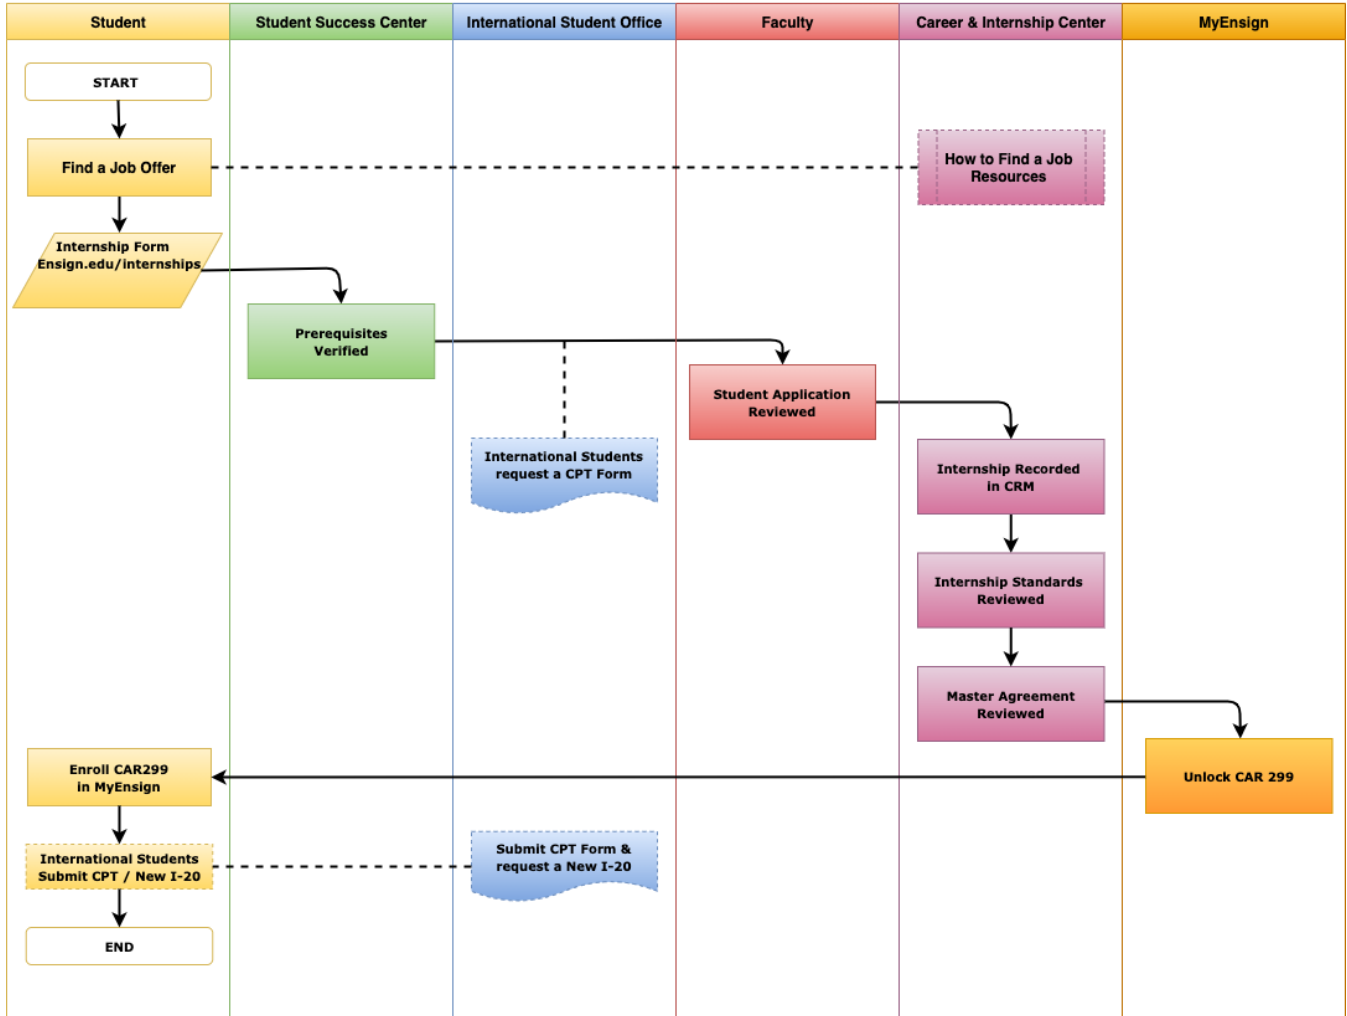 Student
Student Success Center
International Student Office
Faculty
Career & Internship Center
MyEnsign
START
Find a Job Offer
How to Find a Job
Resources
Internship Form
Ensign.edu/internships
Prerequisites
Verified
Student Application
Reviewed
International Students
request a CPT Form
Internship Recorded
in CRM
Internship Standards
Reviewed
Master Agreement
Reviewed
Unlock CAR 299
Enroll CAR299
in MyEnsign
International Students
Submit CPT / New I-20
Submit CPT Form &
request a New I-20
END